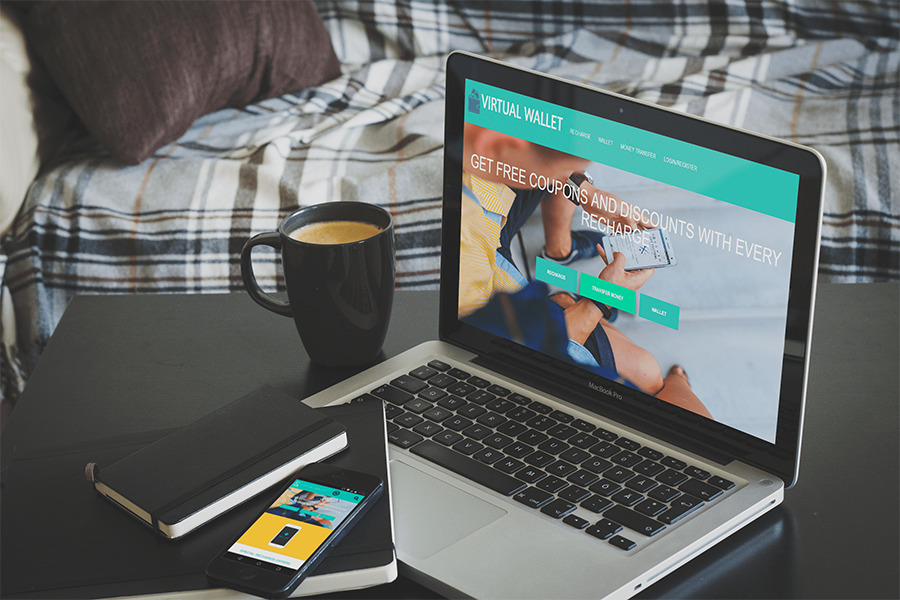 VIRTUAL WALLET
RECHARGE WALLET MONEY TRANSFER LOGIN/REGISTER
GET FREE COUPONS AND DISCOUNTS WITH EVERY
RECHARGE
RECHARGE TRANSFER MONEY WALLET
MacBook Pro